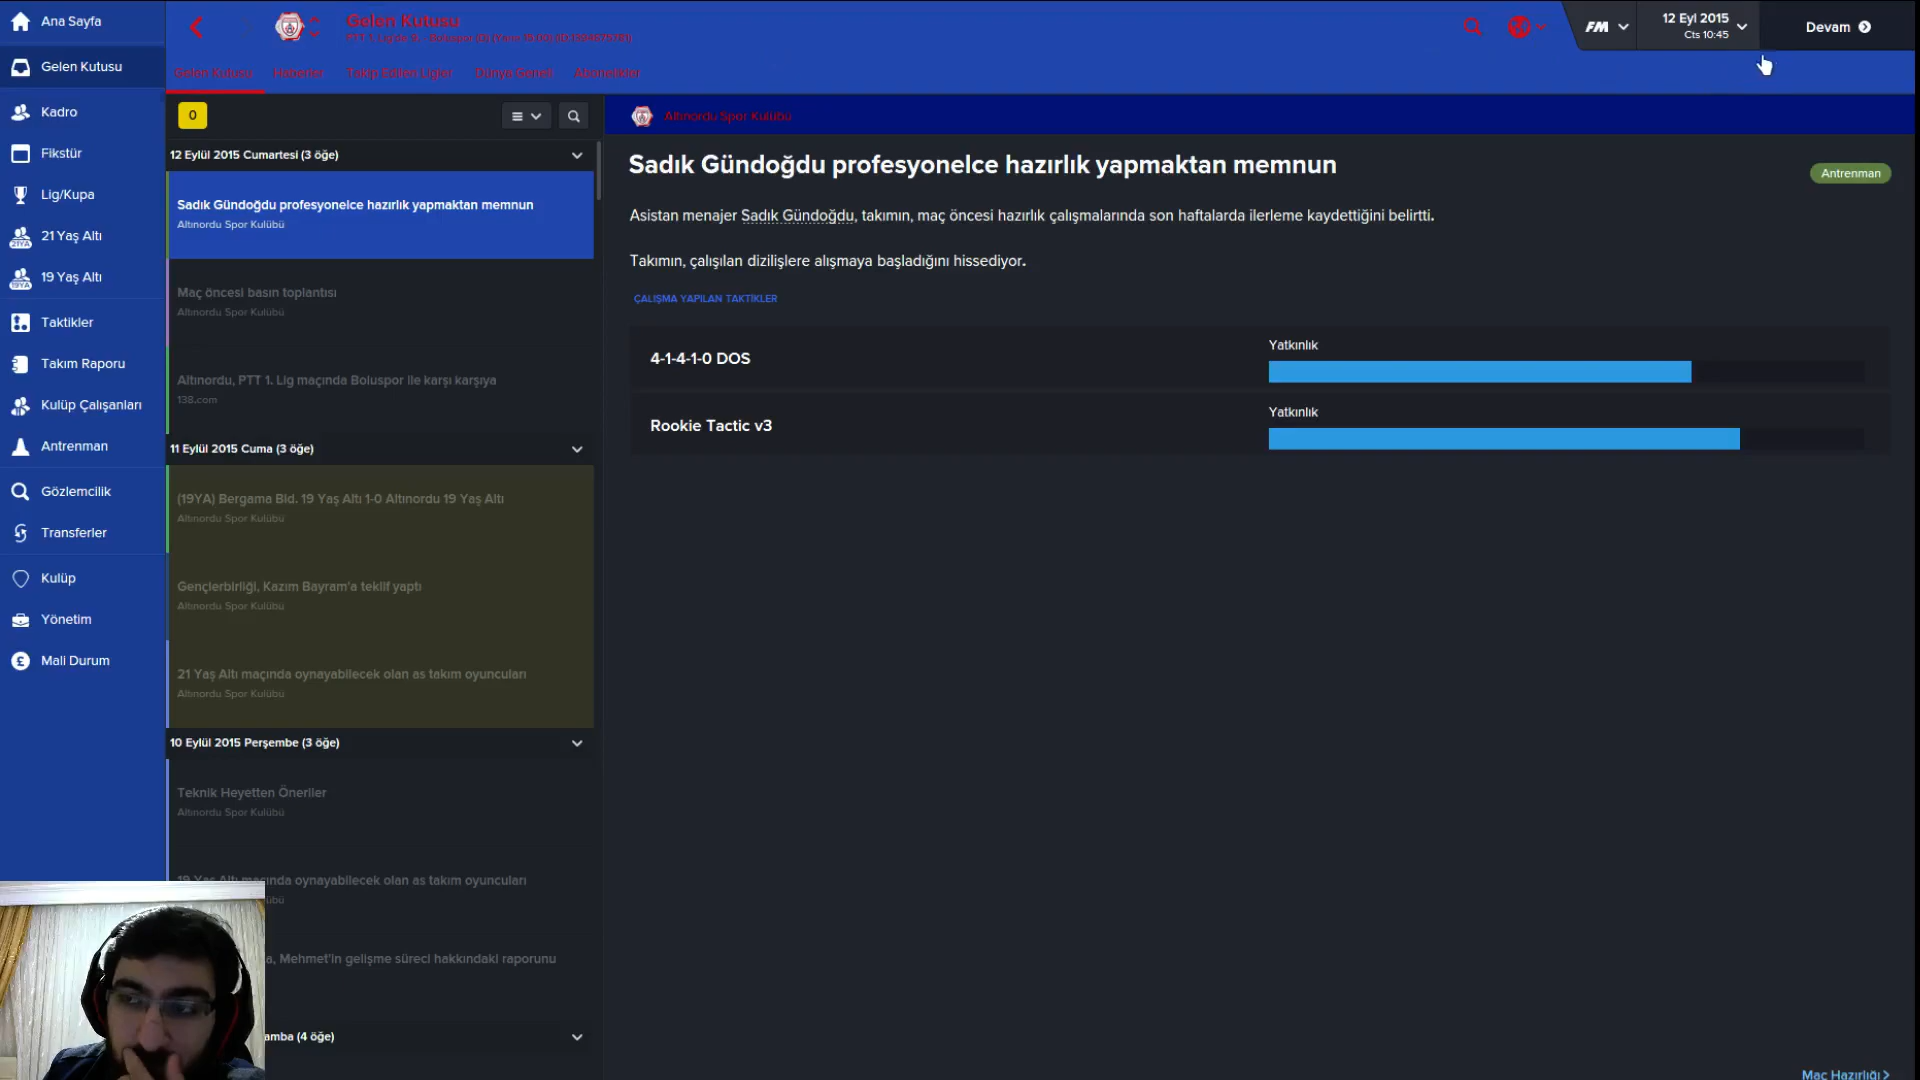 Ana Sayfa
Gelen Kutusu
Kadro
Fikstür
Lig/Kupa
21 Yaş Altı
19 Yaş Altı
Taktikler
Takım Raporu
Kulüp Çalışanları
Antrenman
Gözlemcilik
Transferler
Kulüp
Yönetim
Mali Durum
Gelen Kutusu
Gelen Kutusu Haberler Takip Edilen Ligler Dünya Geneli Abonelikler
FM
12 Eyl 2015
Cts 10:45
Devam
0
12 Eylül 2015 Cumartesi (3 öğe)
Sadık Gündoğdu profesyonelce hazırlık yapmaktan memnun
Altınordu Spor Kulübü
Maç öncesi basın toplantısı
Altınordu Spor Kulübü
Altınordu, PTT 1. Lig maçında Boluspor ile karşı karşıya
138.com
11 Eylül 2015 Cuma (3 öğe)
(19YA) Bergama Bld. 19 Yaş Altı 1-0 Altınordu 19 Yaş Altı
Altınordu Spor Kulübü
Gençlerbirliği, Kazım Bayram'a teklif yaptı
Altınordu Spor Kulübü
21 Yaş Altı maçında oynayabilecek olan as takım oyuncuları
Altınordu Spor Kulübü
10 Eylül 2015 Perşembe (3 öğe)
Teknik Heyetten Öneriler
Altınordu Spor Kulübü
19 Yaş Altı maçında oynayabilecek olan as takım oyuncuları
übü
a, Mehmet'in gelişme süreci hakkındaki raporunu
amba (4 öğe)
Altınordu Spor Kulübü
Sadık Gündoğdu profesyonelce hazırlık yapmaktan memnun
Antrenman
Asistan menajer Sadık Gündoğdu, takımın, maç öncesi hazırlık çalışmalarında son haftalarda ilerleme kaydettiğini belirtti.
Takımın, çalışılan dizilişlere alışmaya başladığını hissediyor.
ÇALIŞMA YAPILAN TAKTİKLER
4-1-4-1-0 DOS
Yatkınlık
Rookie Tactic v3
Yatkınlık
Maç Hazırlığı >